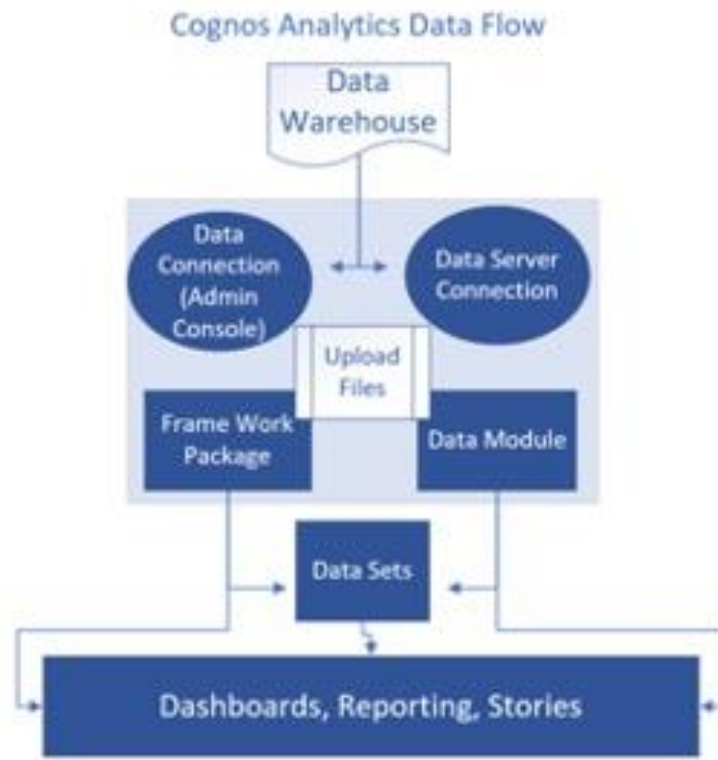 Cognos Analytics Data Flow
Data
Warehouse
Data
Connection
(Admin
Console)
Data Server
Connection
Upload
Files
Frame Work
Package
Data Module
Data Sets
Dashboards, Reporting, Stories